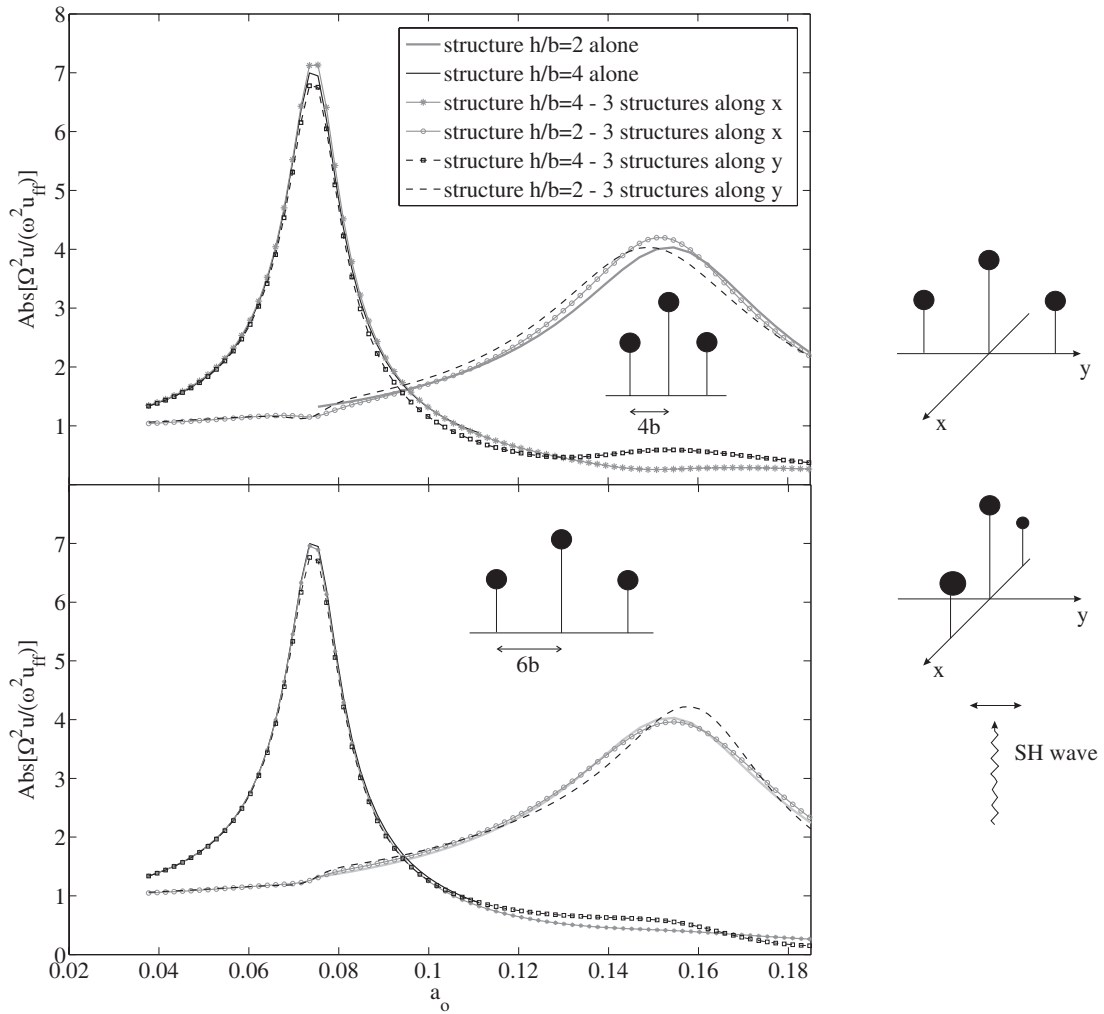 8
7
6
5
4
3
2
1
Abs[Ω²u/(ω²u_ff)]
structure h/b=2 alone
structure h/b=4 alone
structure h/b=4 - 3 structures along x
structure h/b=2 - 3 structures along x
structure h/b=4 - 3 structures along y
structure h/b=2 - 3 structures along y
4b
y
x
7
6
5
4
3
2
1
0
Abs[Ω²u/(ω²u_ff)]
6b
y
x
SH wave
0.02 0.04 0.06 0.08 0.1 0.12 0.14 0.16 0.18
a_o